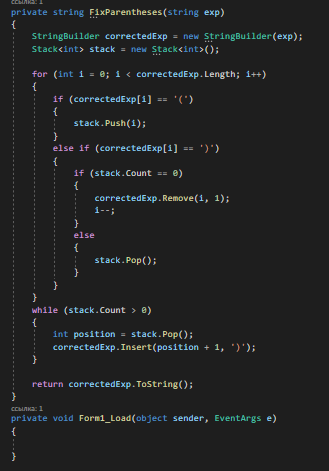 ссылка: 1
private string FixParentheses(string exp)
{
StringBuilder correctedExp = new StringBuilder(exp);
Stack<int> stack = new Stack<int>();
for (int i = 0; i < correctedExp.Length; i++)
{
if (correctedExp[i] == '(')
{
stack.Push(i);
}
else if (correctedExp[i] == ')')
{
if (stack.Count == 0)
{
correctedExp.Remove(i, 1);
i--;
}
else
{
stack.Pop();
}
}
}
while (stack.Count > 0)
{
int position = stack.Pop();
correctedExp.Insert(position + 1, ')');
}
return correctedExp.ToString();
}
ссылка: 1
private void Form1_Load(object sender, EventArgs e)
{
}